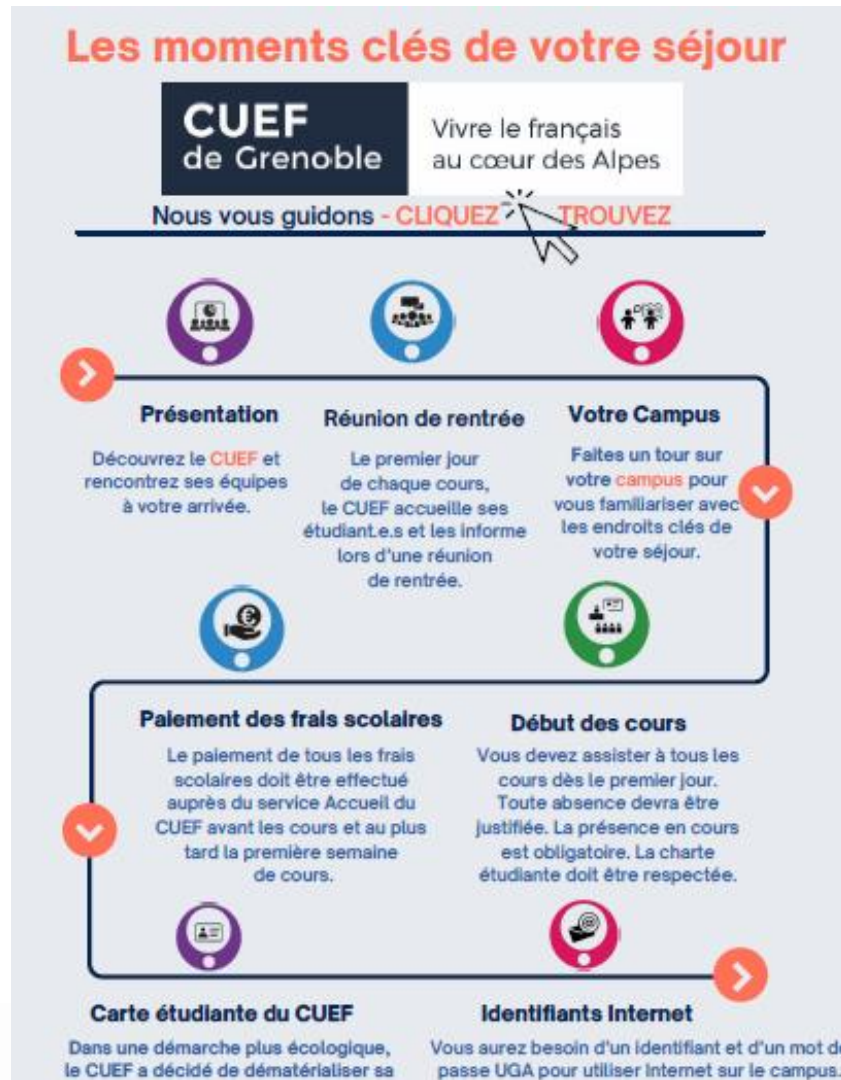 Les moments clés de votre séjour
CUEF
de Grenoble
Vivre le français
au cœur des Alpes
Nous vous guidons - CLIQUEZ TROUVEZ
Présentation
Découvrez le CUEF et
rencontrez ses équipes
à votre arrivée.
Réunion de rentrée
Le premier jour
de chaque cours,
le CUEF accueille ses
étudiant.e.s et les informe
lors d'une réunion
de rentrée.
Votre Campus
Faites un tour sur
votre campus pour
vous familiariser avec
les endroits clés de
votre séjour.
Paiement des frais scolaires
Le paiement de tous les frais
scolaires doit être effectué
auprès du service Accueil du
CUEF avant les cours et au plus
tard la première semaine
de cours.
Début des cours
Vous devez assister à tous les
cours dès le premier jour.
Toute absence devra être
justifiée. La présence en cours
est obligatoire. La charte
étudiante doit être respectée.
Carte étudiante du CUEF
Dans une démarche plus écologique,
le CUEF a décidé de dématérialiser sa
Identifiants Internet
Vous aurez besoin d'un identifiant et d'un mot de
passe UGA pour utiliser Internet sur le campus.